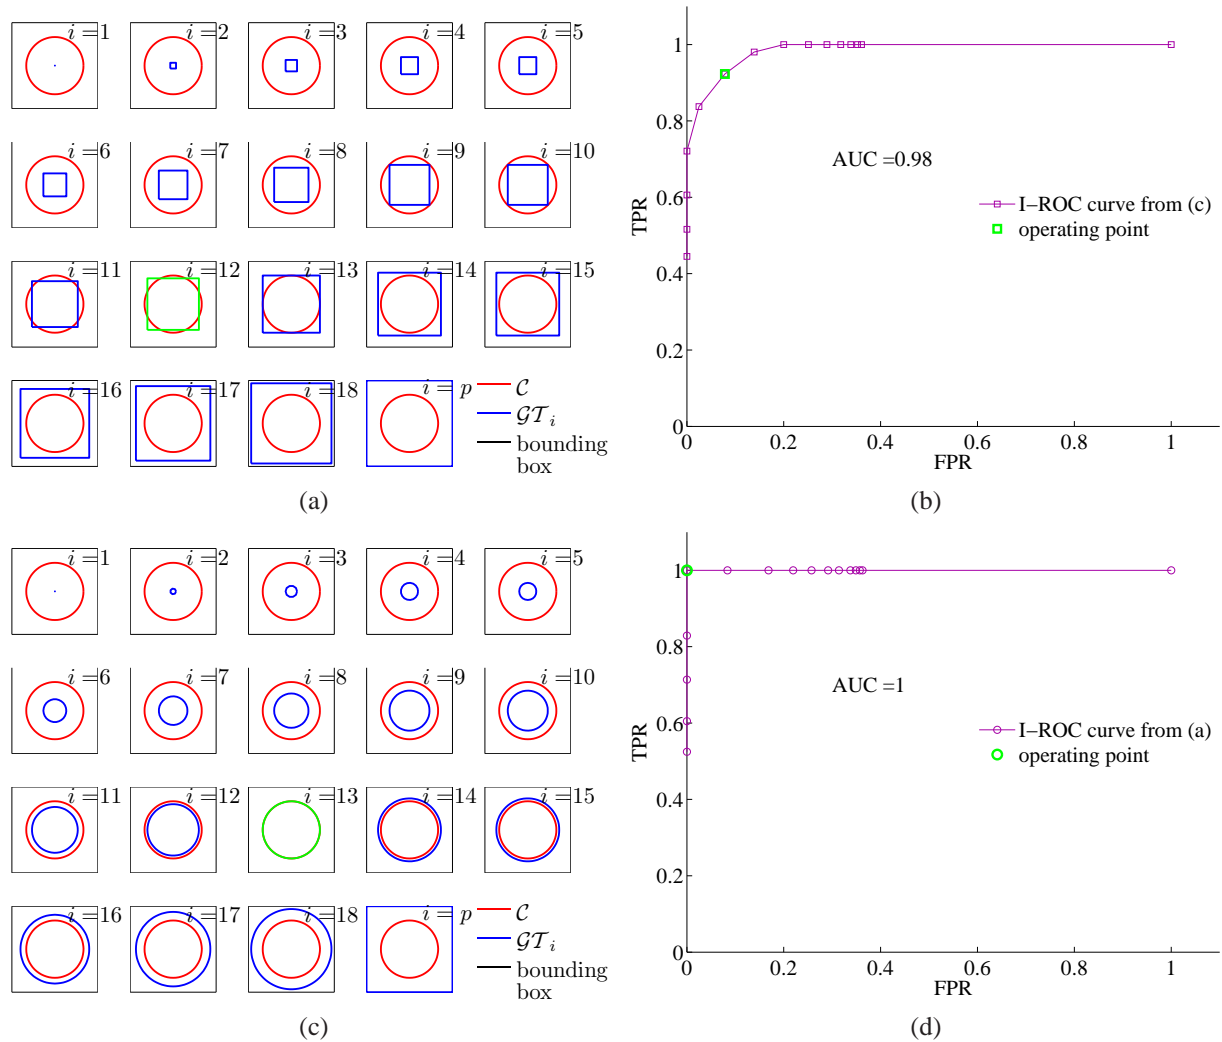 i =1 i =2 i =3 i =4 i =5
i =6 i =7 i =8 i =9 i =10
i =11 i =12 i =13 i =14 i =15
i =16 i =17 i =18 i = p
C
GT i
bounding
box
(a)
1
0.8
0.6
0.4
0.2
0
TPR
AUC =0.98
I−ROC curve from (c)
operating point
0 0.2 0.4 0.6 0.8 1
FPR
(b)
i =1 i =2 i =3 i =4 i =5
i =6 i =7 i =8 i =9 i =10
i =11 i =12 i =13 i =14 i =15
i =16 i =17 i =18 i = p
C
GT i
bounding
box
(c)
1
0.8
0.6
0.4
0.2
0
TPR
AUC =1
I−ROC curve from (a)
operating point
0 0.2 0.4 0.6 0.8 1
FPR
(d)